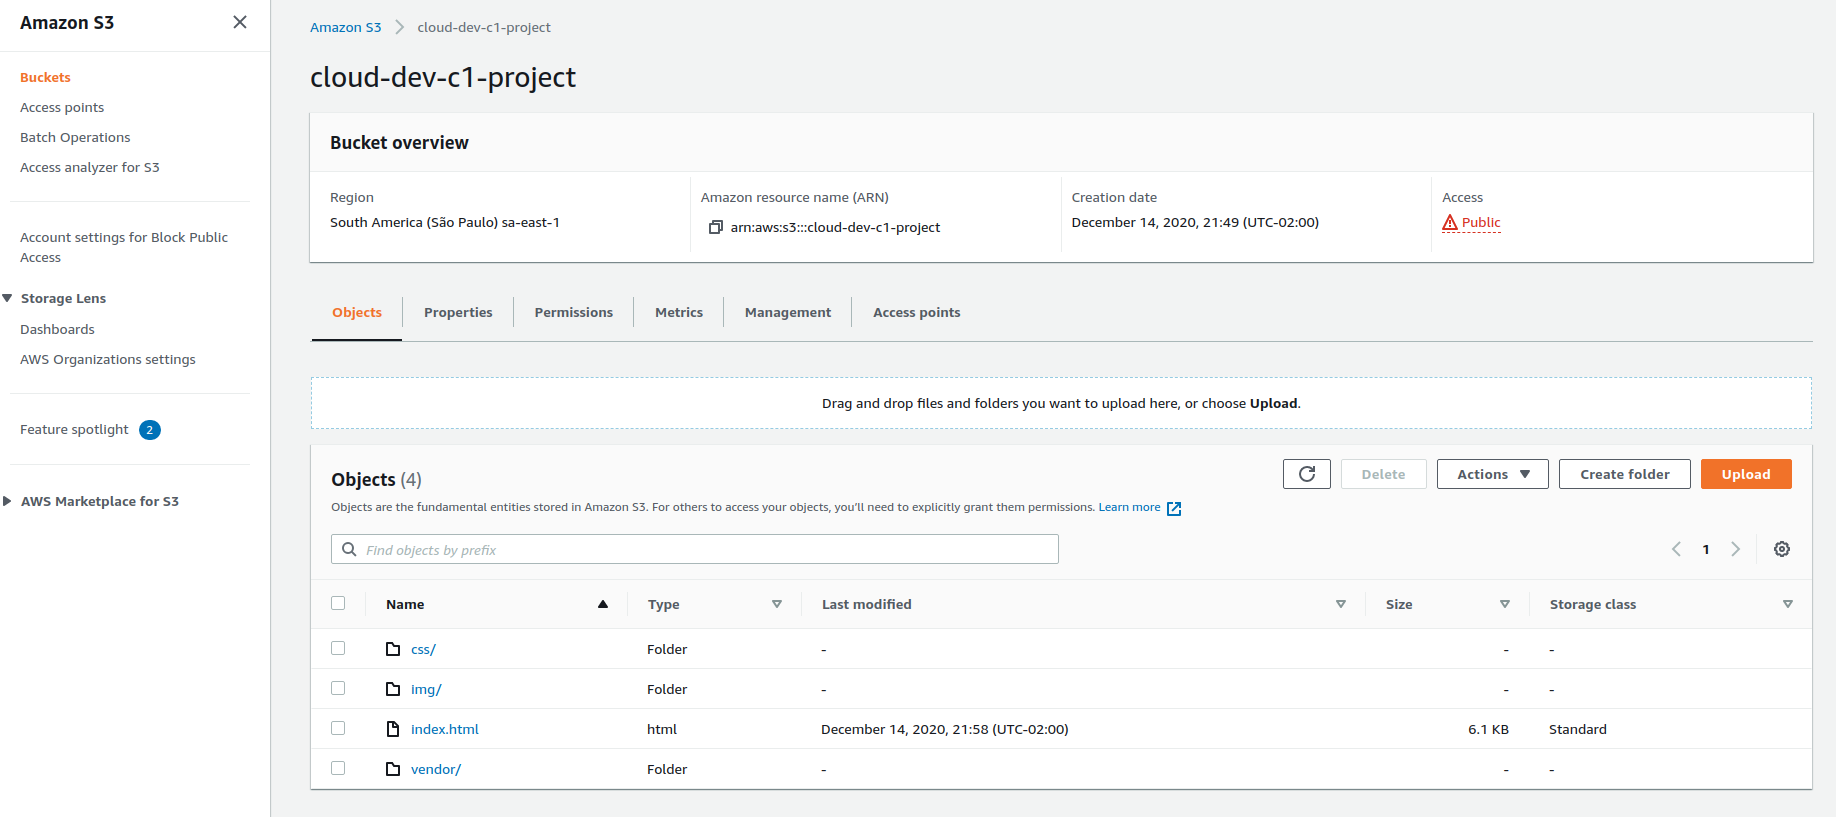 Amazon S3
Buckets
Access points
Batch Operations
Access analyzer for S3
Account settings for Block Public
Access
Storage Lens
Dashboards
AWS Organizations settings
Feature spotlight 2
AWS Marketplace for S3
Amazon S3 cloud-dev-c1-project
cloud-dev-c1-project
Bucket overview
Region
South America (São Paulo) sa-east-1
Amazon resource name (ARN)
arn:aws:s3:::cloud-dev-c1-project
Creation date
December 14, 2020, 21:49 (UTC-02:00)
Access
Public
Objects Properties Permissions Metrics Management Access points
Drag and drop files and folders you want to upload here, or choose Upload.
Objects (4)
Delete Actions Create folder Upload
Objects are the fundamental entities stored in Amazon S3. For others to access your objects, you'll need to explicitly grant them permissions. Learn more
Find objects by prefix
1
Name Type Last modified Size Storage class
css/ Folder - - -
img/ Folder - - -
index.html html December 14, 2020, 21:58 (UTC-02:00) 6.1 KB Standard
vendor/ Folder - - -